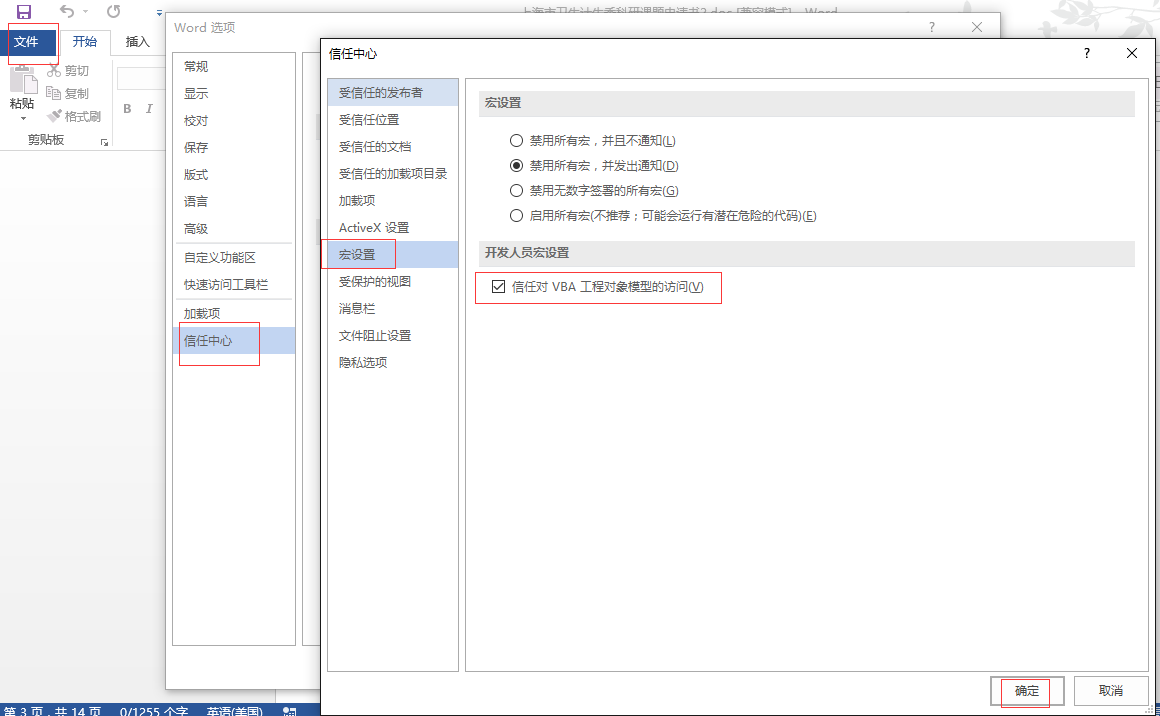 Word 选项
?
文件
开始
插入
剪切
复制
格式刷
粘贴
B I
剪贴板
常规
显示
校对
保存
版式
语言
高级
自定义功能区
快速访问工具栏
加载项
信任中心
信任中心
?
受信任的发布者
受信任位置
受信任的文档
受信任的加载项目录
加载项
ActiveX 设置
宏设置
受保护的视图
消息栏
文件阻止设置
隐私选项
宏设置
禁用所有宏，并且不通知(L)
禁用所有宏，并发出通知(D)
禁用无数字签署的所有宏(G)
启用所有宏(不推荐；可能会运行有潜在危险的代码)(E)
开发人员宏设置
信任对 VBA 工程对象模型的访问(V)
确定
取消
第 3 页，共 14 页 0/1255 个字 英语(美国)